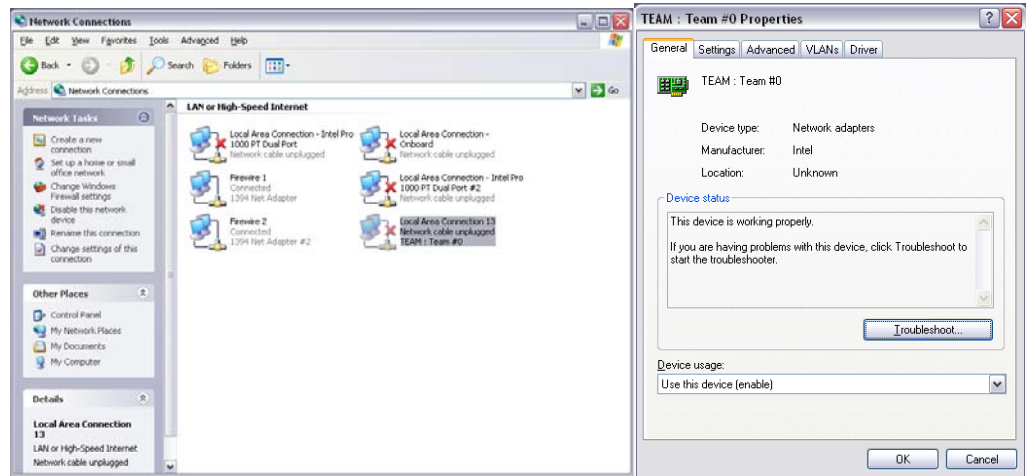 Network Connections
File Edit View Favorites Tools Advanced Help
Back Search Folders
Address Network Connections Go
Network Tasks
Create a new
connection
Set up a home or small
office network
Change Windows
Firewall settings
Disable this network
device
Rename this connection
Change settings of this
connection
Other Places
Control Panel
My Network Places
My Documents
My Computer
Details
Local Area Connection
13
LAN or High-Speed Internet
Network cable unplugged
LAN or High-Speed Internet
Local Area Connection - Intel Pro
1000 PT Dual Port
Network cable unplugged
Local Area Connection -
Onboard
Network cable unplugged
Firewire 1
Connected
1394 Net Adapter
Local Area Connection - Intel Pro
1000 PT Dual Port #2
Network cable unplugged
Firewire 2
Connected
1394 Net Adapter #2
Local Area Connection 13
Network cable unplugged
TEAM : Team #0
TEAM : Team #0 Properties
General Settings Advanced VLANs Driver
TEAM : Team #0
Device type: Network adapters
Manufacturer: Intel
Location: Unknown
Device status
This device is working properly.
If you are having problems with this device, click Troubleshoot to
start the troubleshooter.
Troubleshoot...
Device usage:
Use this device (enable)
OK Cancel